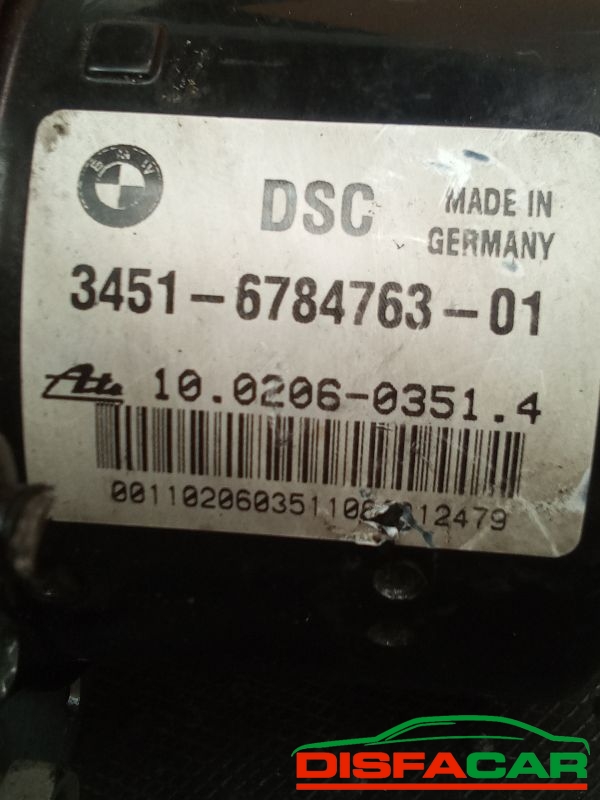 BMW
DSC
MADE IN
GERMANY
3451-6784763-01
Ate 10.0206-0351.4
DISFACAR